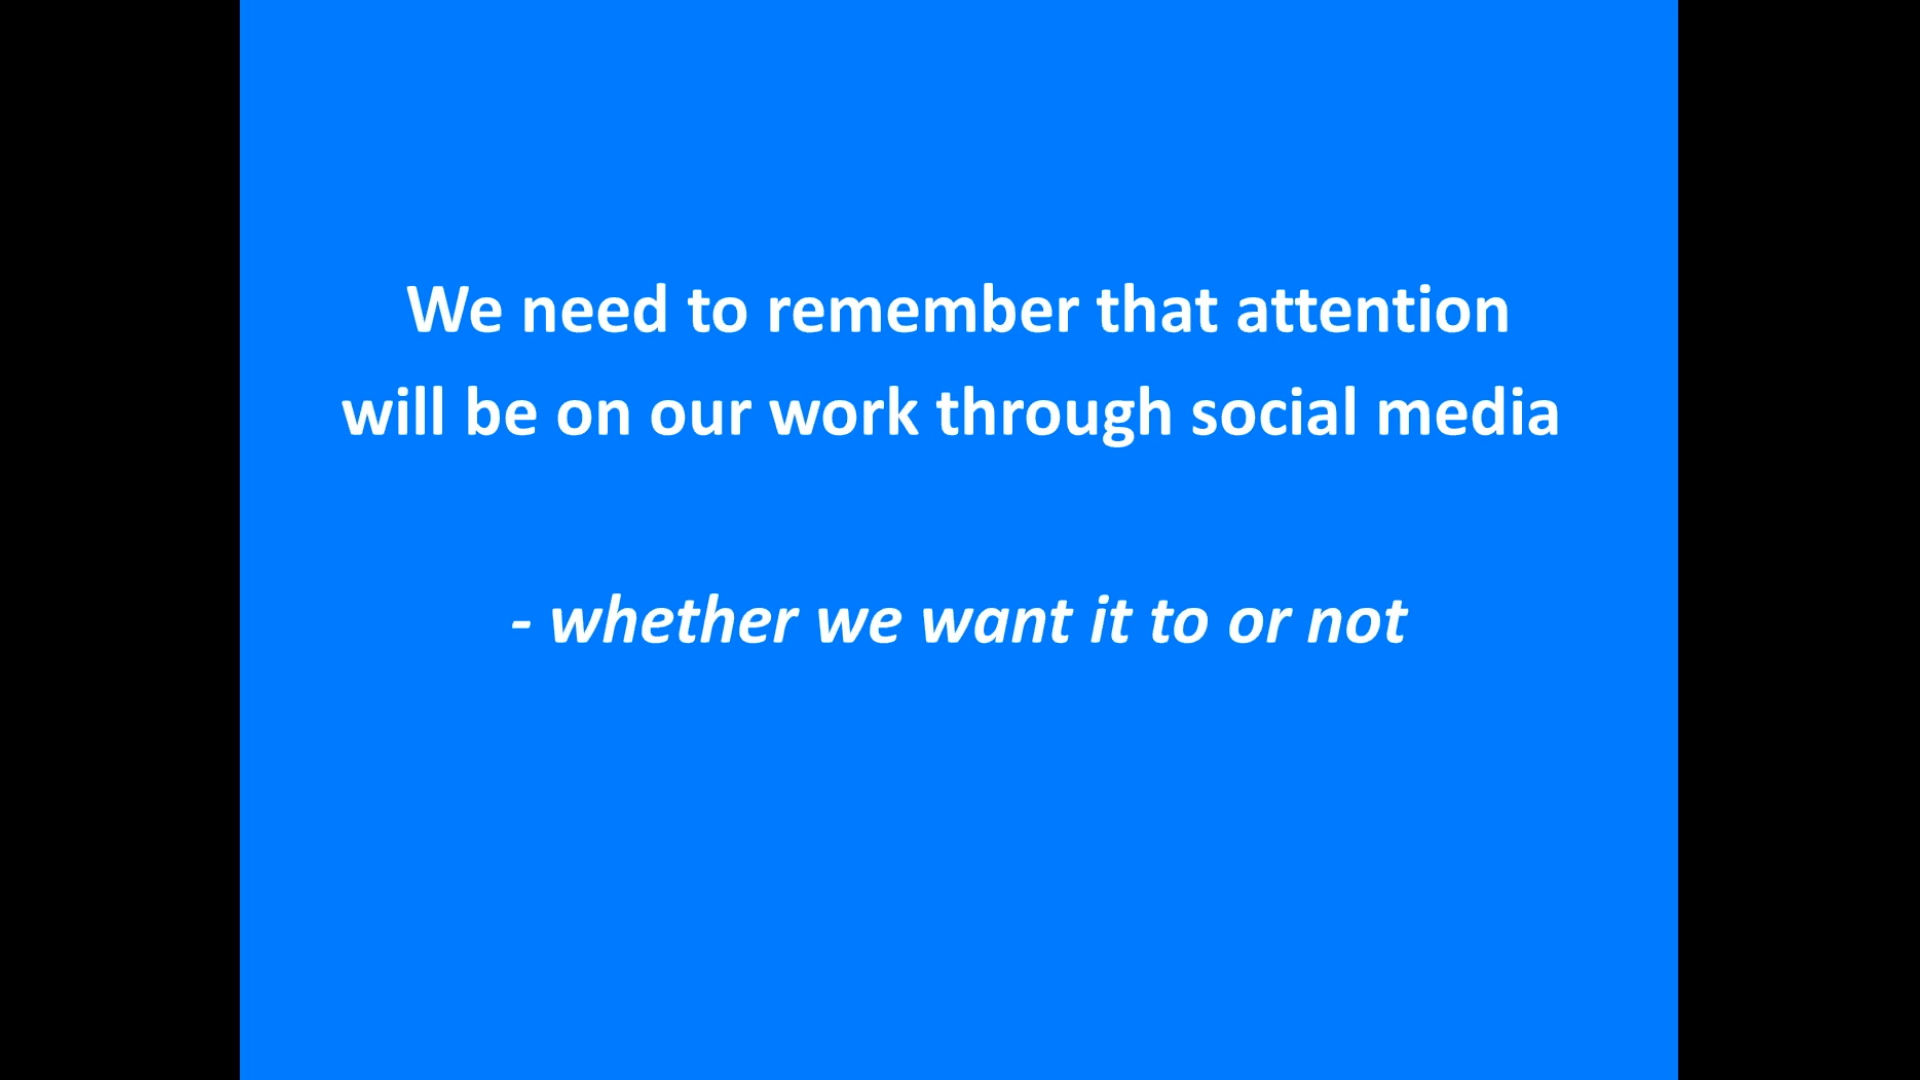 We need to remember that attention
will be on our work through social media
- whether we want it to or not